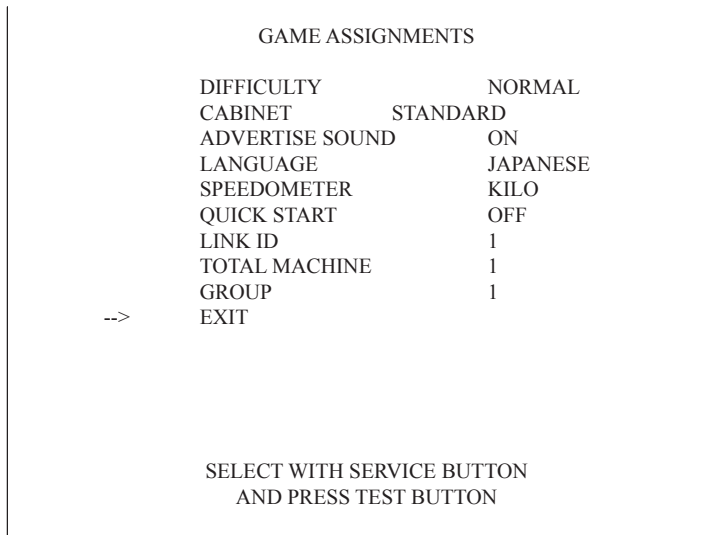 GAME ASSIGNMENTS
DIFFICULTY NORMAL
CABINET STANDARD
ADVERTISE SOUND ON
LANGUAGE JAPANESE
SPEEDOMETER KILO
QUICK START OFF
LINK ID 1
TOTAL MACHINE 1
GROUP 1
--> EXIT
SELECT WITH SERVICE BUTTON
AND PRESS TEST BUTTON